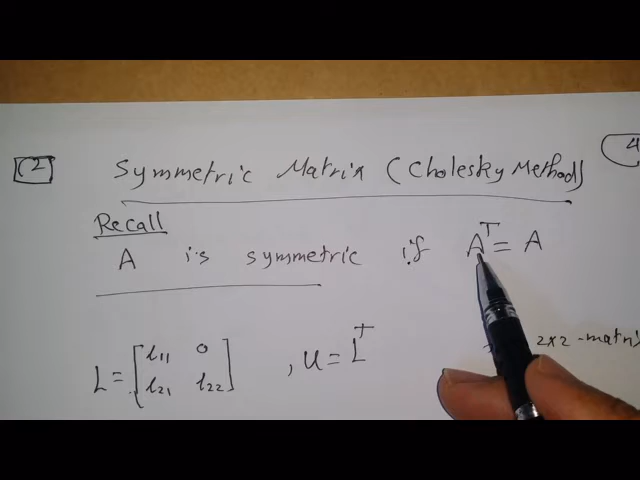 (2) Symmetric Matrix (Cholesky Method) 4
Recall
A is symmetric if Aᵀ = A
2x2-matri
L = [l₁₁ 0
l₂₁ l₂₂] , U = Lᵀ